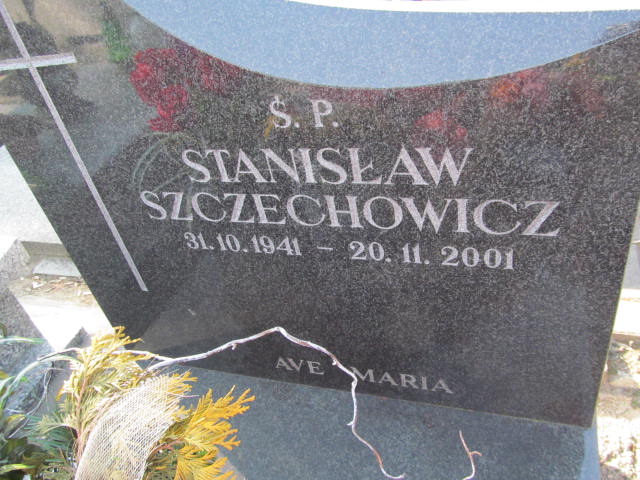 Ś. P.
STANISŁAW
SZCZECHOWICZ
31.10.1941 – 20.11.2001
AVE MARIA